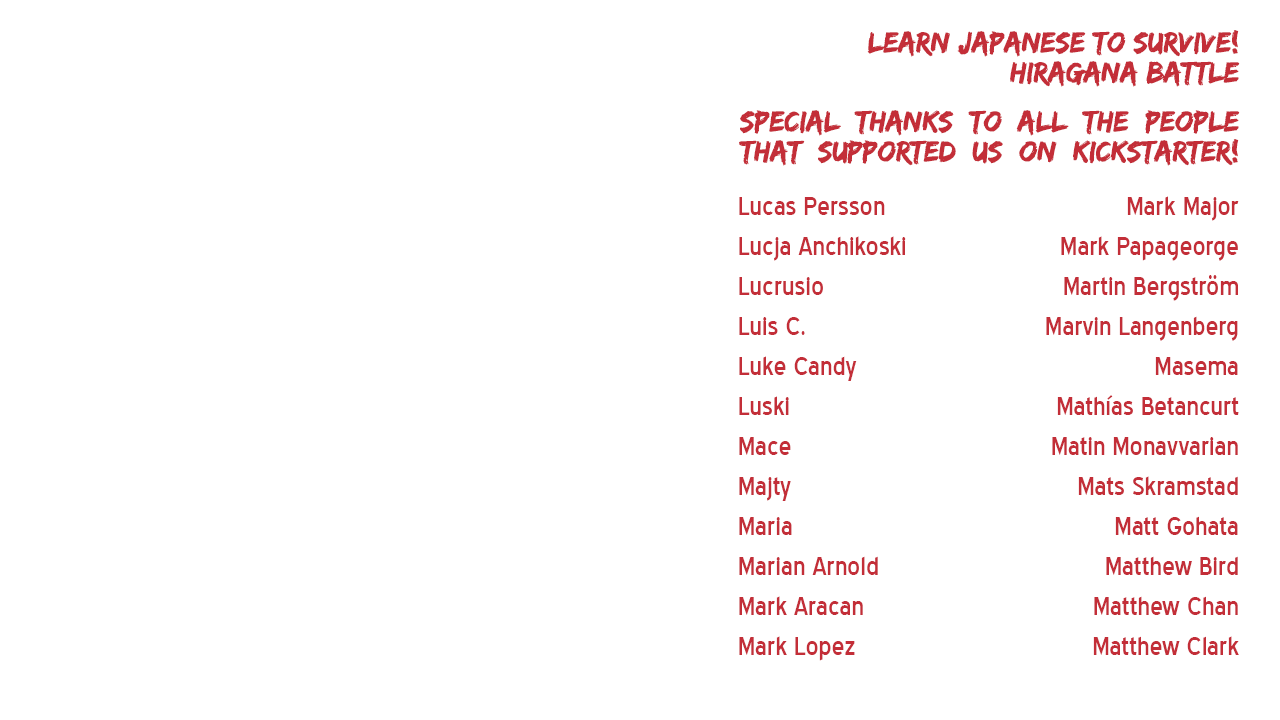 LEARN JAPANESE TO SURVIVE!
HIRAGANA BATTLE
SPECIAL THANKS TO ALL THE PEOPLE
THAT SUPPORTED US ON KICKSTARTER!
Lucas Persson
Lucja Anchikoski
Lucrusio
Luis C.
Luke Candy
Luski
Mace
Majty
Maria
Marian Arnold
Mark Aracan
Mark Lopez
Mark Major
Mark Papageorge
Martin Bergström
Marvin Langenberg
Masema
Mathías Betancurt
Matin Monavvarian
Mats Skramstad
Matt Gohata
Matthew Bird
Matthew Chan
Matthew Clark